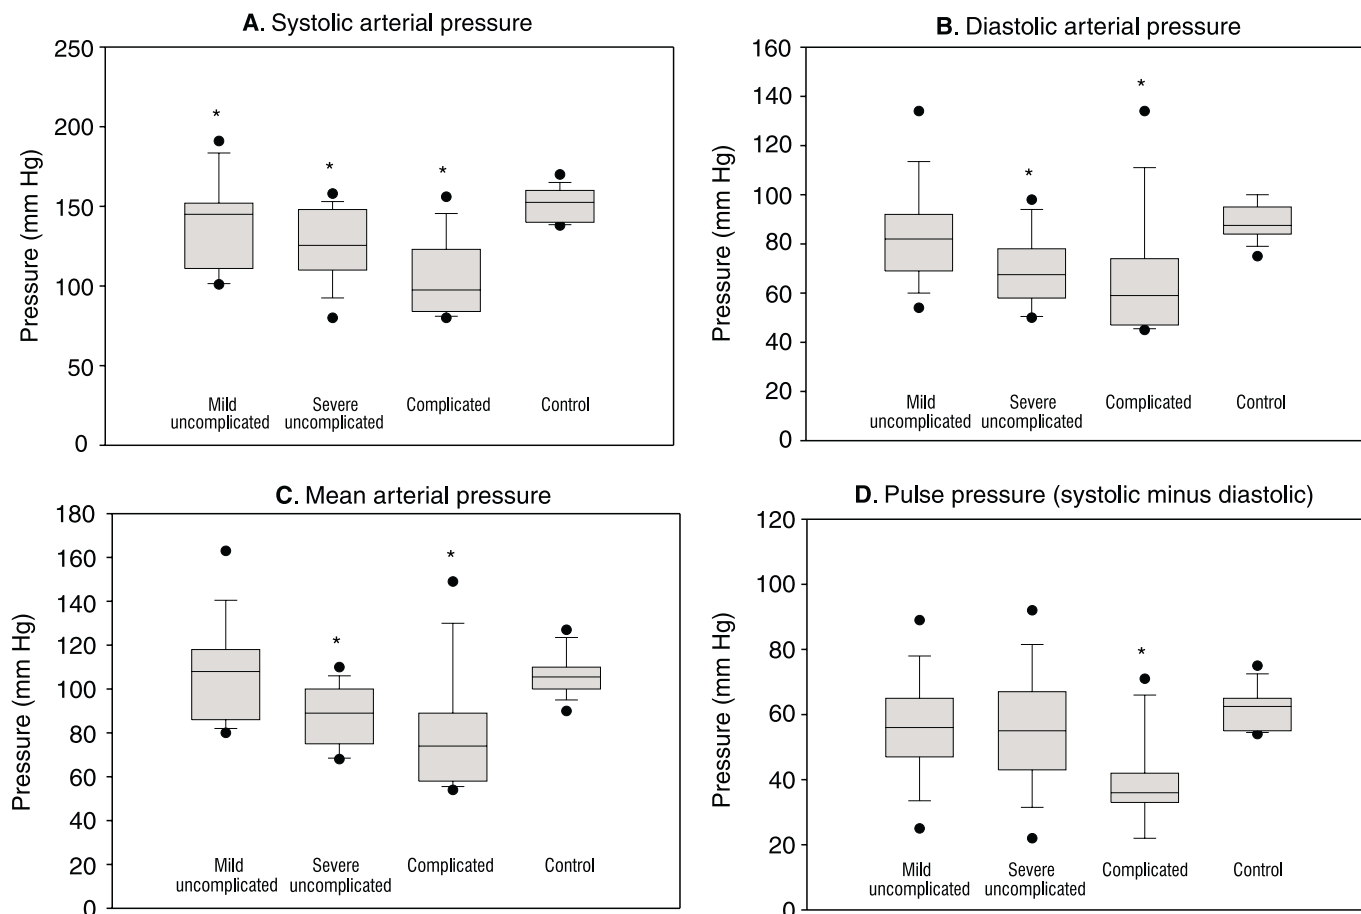 A. Systolic arterial pressure
250
200
150
100
50
0
Pressure (mm Hg)
*
*
*
Mild
uncomplicated
Severe
uncomplicated
Complicated
Control
B. Diastolic arterial pressure
160
140
120
100
80
60
40
20
0
Pressure (mm Hg)
*
*
Mild
uncomplicated
Severe
uncomplicated
Complicated
Control
C. Mean arterial pressure
180
160
140
120
100
80
60
40
20
0
Pressure (mm Hg)
*
*
Mild
uncomplicated
Severe
uncomplicated
Complicated
Control
D. Pulse pressure (systolic minus diastolic)
120
100
80
60
40
20
0
Pressure (mm Hg)
*
Mild
uncomplicated
Severe
uncomplicated
Complicated
Control